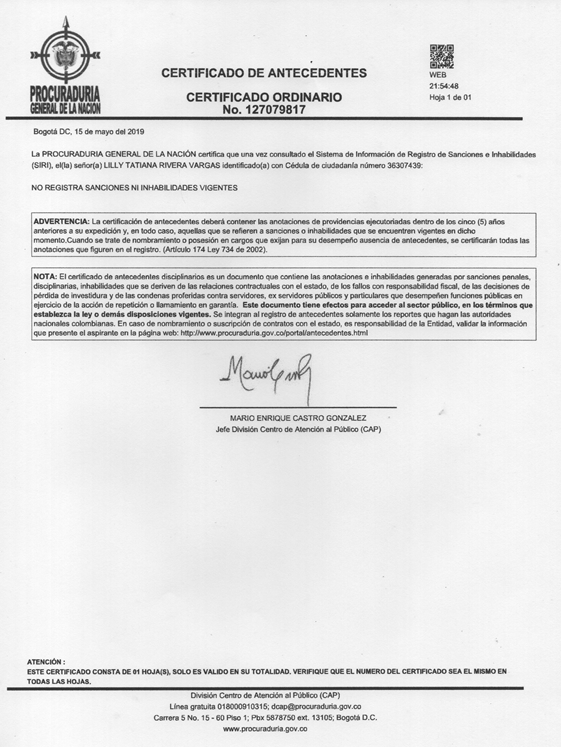 PROCURADURIA
GENERAL DE LA NACION
CERTIFICADO DE ANTECEDENTES
CERTIFICADO ORDINARIO
No. 127079817
WEB
21:54:48
Hoja 1 de 01
Bogotá DC, 15 de mayo del 2019
La PROCURADURIA GENERAL DE LA NACIÓN certifica que una vez consultado el Sistema de Información de Registro de Sanciones e Inhabilidades
(SIRI), el(la) señor(a) LILLY TATIANA RIVERA VARGAS identificado(a) con Cédula de ciudadanía número 36307439:
NO REGISTRA SANCIONES NI INHABILIDADES VIGENTES
ADVERTENCIA: La certificación de antecedentes deberá contener las anotaciones de providencias ejecutoriadas dentro de los cinco (5) años
anteriores a su expedición y, en todo caso, aquellas que se refieren a sanciones o inhabilidades que se encuentren vigentes en dicho
momento.Cuando se trate de nombramiento o posesión en cargos que exijan para su desempeño ausencia de antecedentes, se certificarán todas las
anotaciones que figuren en el registro. (Artículo 174 Ley 734 de 2002).
NOTA: El certificado de antecedentes disciplinarios es un documento que contiene las anotaciones e inhabilidades generadas por sanciones penales,
disciplinarias, inhabilidades que se deriven de las relaciones contractuales con el estado, de los fallos con responsabilidad fiscal, de las decisiones de
pérdida de investidura y de las condenas proferidas contra servidores, ex servidores públicos y particulares que desempeñen funciones públicas en
ejercicio de la acción de repetición o llamamiento en garantía. Este documento tiene efectos para acceder al sector público, en los términos que
establezca la ley o demás disposiciones vigentes. Se integran al registro de antecedentes solamente los reportes que hagan las autoridades
nacionales colombianas. En caso de nombramiento o suscripción de contratos con el estado, es responsabilidad de la Entidad, validar la información
que presente el aspirante en la página web: http://www.procuraduria.gov.co/portal/antecedentes.html
MARIO ENRIQUE CASTRO GONZALEZ
Jefe División Centro de Atención al Público (CAP)
ATENCIÓN :
ESTE CERTIFICADO CONSTA DE 01 HOJA(S), SOLO ES VALIDO EN SU TOTALIDAD. VERIFIQUE QUE EL NUMERO DEL CERTIFICADO SEA EL MISMO EN
TODAS LAS HOJAS.
División Centro de Atención al Público (CAP)
Línea gratuita 018000910315; dcap@procuraduria.gov.co
Carrera 5 No. 15 - 60 Piso 1; Pbx 5878750 ext. 13105; Bogotá D.C.
www.procuraduria.gov.co